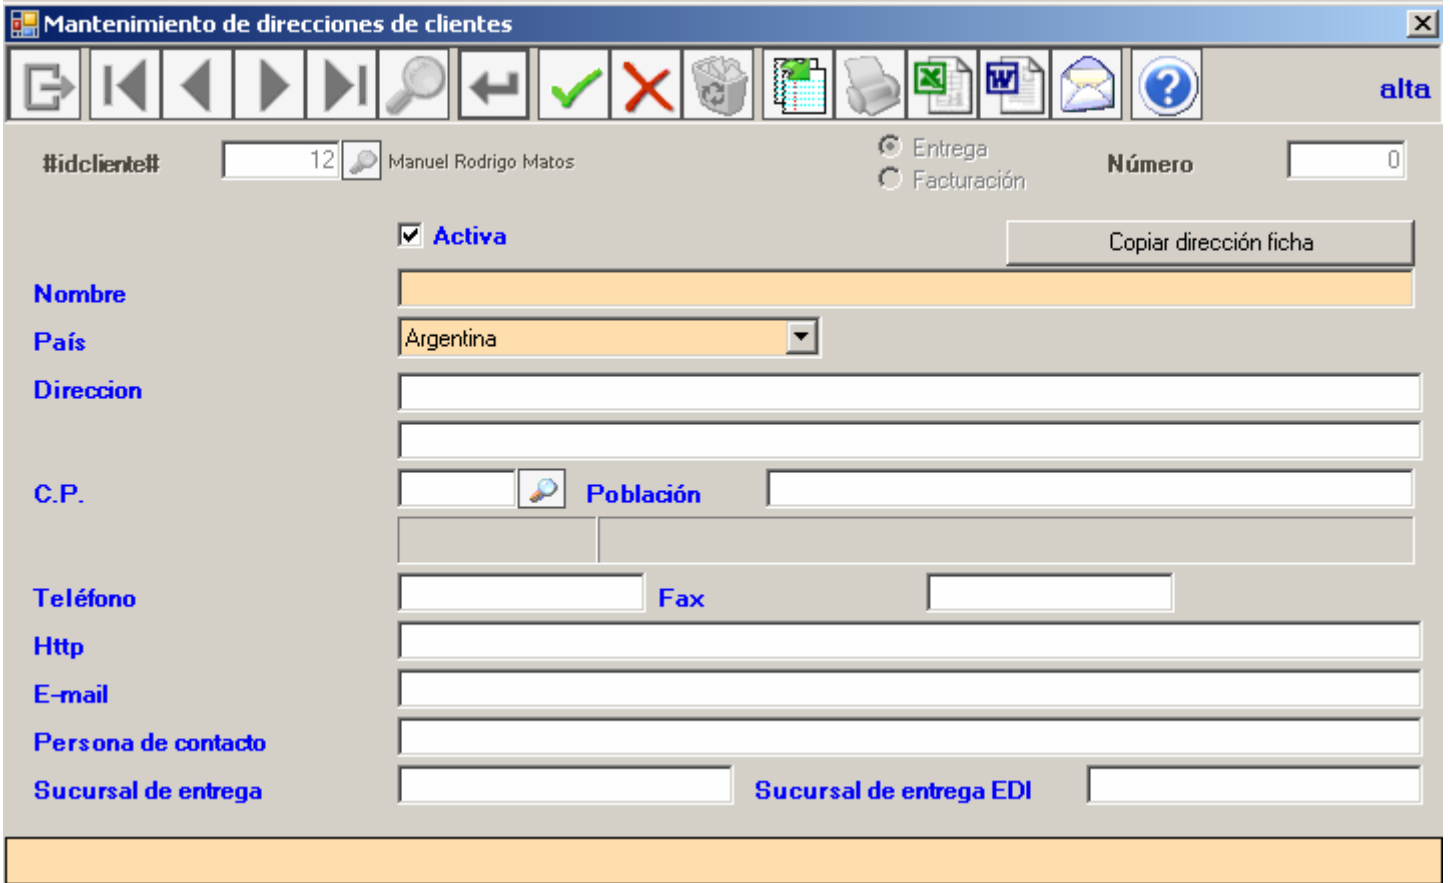 Mantenimiento de direcciones de clientes
alta
#idcliente# 12 Manuel Rodrigo Matos Entrega Número 0
Facturación
Activa Copiar dirección ficha
Nombre
País Argentina
Direccion
C.P. Población
Teléfono Fax
Http
E-mail
Persona de contacto
Sucursal de entrega Sucursal de entrega EDI